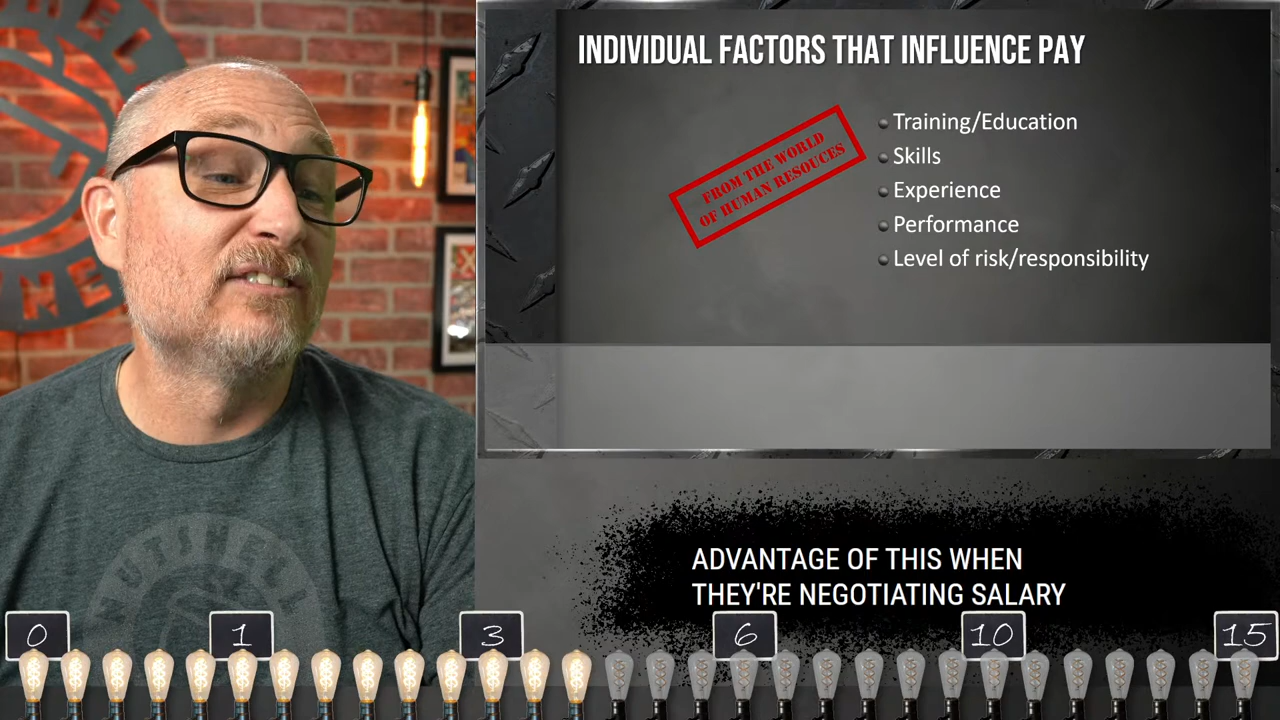 INDIVIDUAL FACTORS THAT INFLUENCE PAY
FROM THE WORLD
OF HUMAN RESOUCES
Training/Education
Skills
Experience
Performance
Level of risk/responsibility
ADVANTAGE OF THIS WHEN
THEY'RE NEGOTIATING SALARY
0
1
3
6
10
15